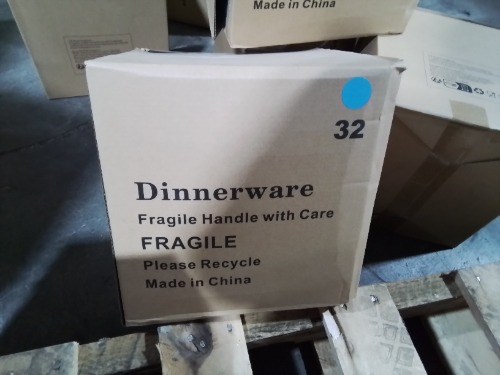 Made in China
32
Dinnerware
Fragile Handle with Care
FRAGILE
Please Recycle
Made in China